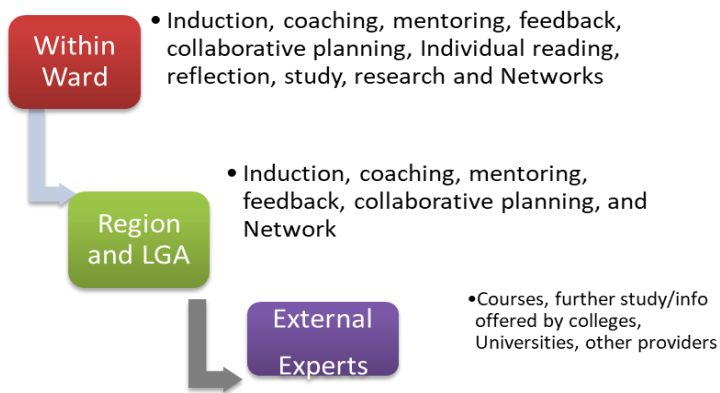 Within
Ward
• Induction, coaching, mentoring, feedback,
collaborative planning, Individual reading,
reflection, study, research and Networks
Region
and LGA
• Induction, coaching, mentoring,
feedback, collaborative planning, and
Network
External
Experts
•Courses, further study/info
offered by colleges,
Universities, other providers